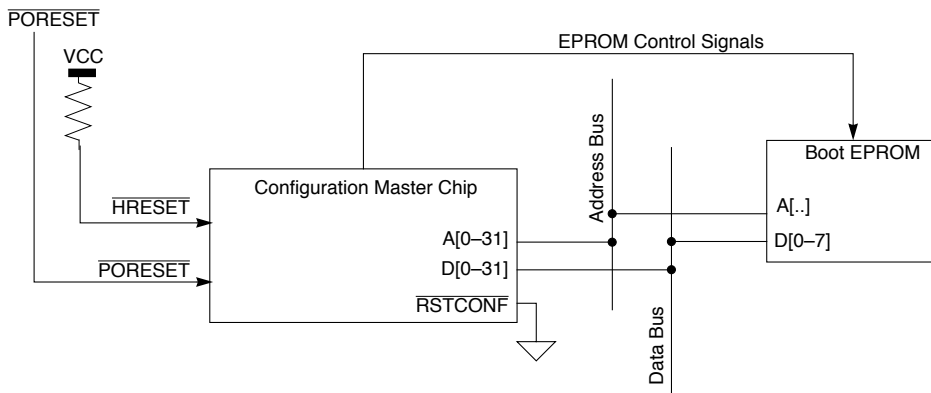 PORESET
VCC
EPROM Control Signals
Address Bus
Boot EPROM
Configuration Master Chip
HRESET
A[..]
A[0–31]
D[0–7]
PORESET
D[0–31]
RSTCONF
Data Bus